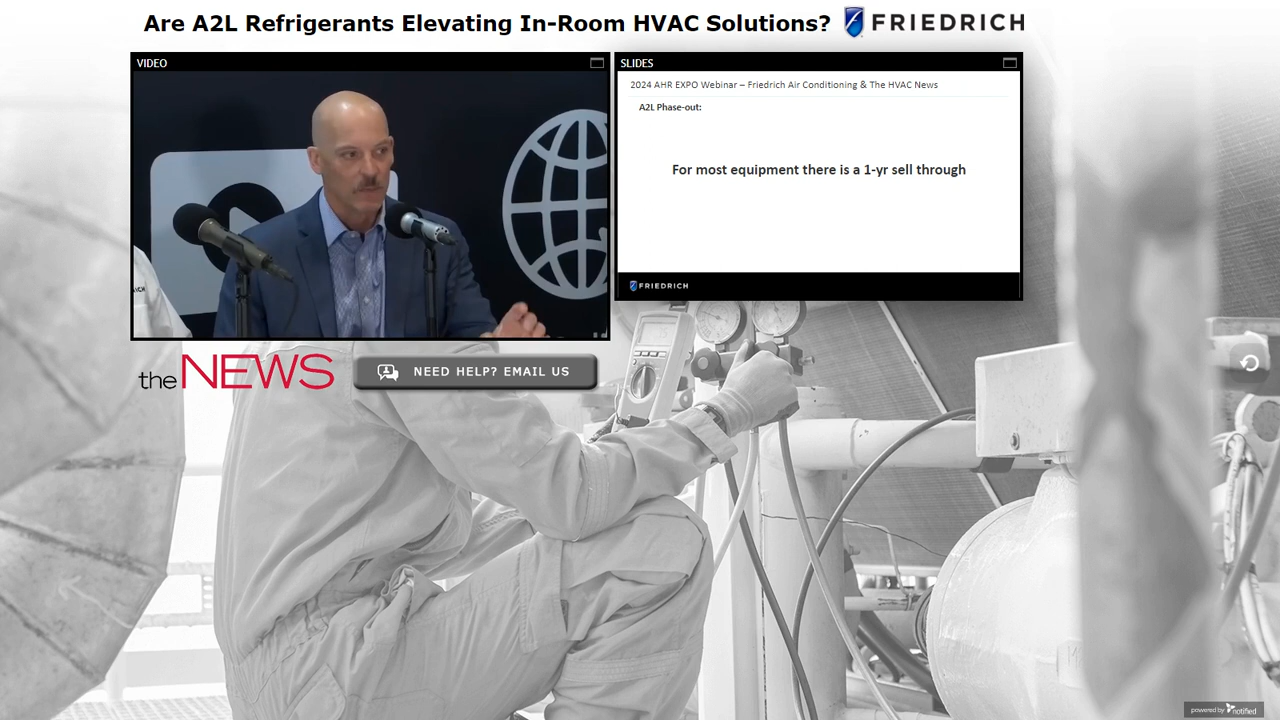 Are A2L Refrigerants Elevating In-Room HVAC Solutions?
FRIEDRICH
VIDEO
SLIDES
2024 AHR EXPO Webinar – Friedrich Air Conditioning & The HVAC News
A2L Phase-out:
For most equipment there is a 1-yr sell through
FRIEDRICH
theNEWS
NEED HELP? EMAIL US
powered by notified